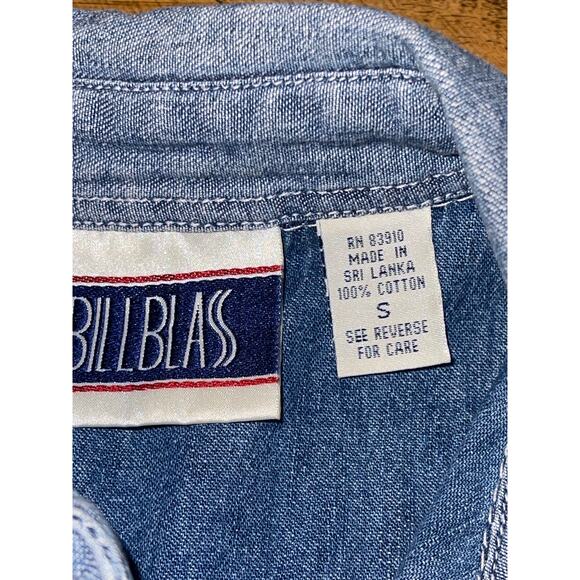 BILLBLASS
RN 83910
MADE IN
SRI LANKA
100% COTTON
S
SEE REVERSE
FOR CARE